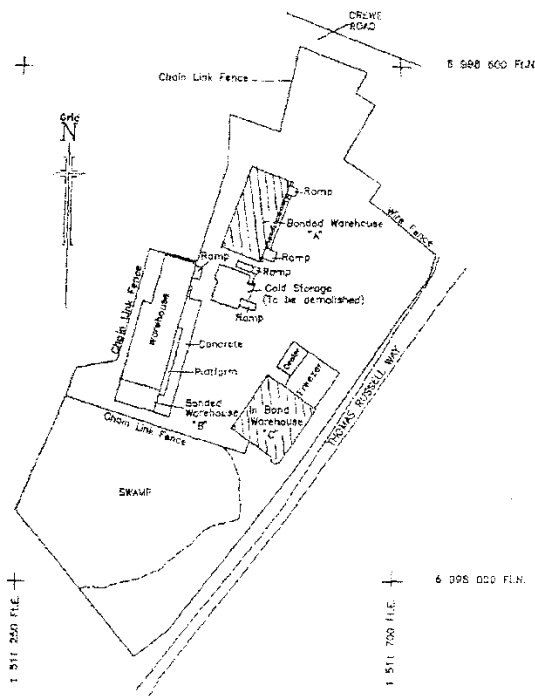 CREWE
ROAD
6 998 600 Ft.N.
Chain Link Fence
Grid
N
Ramp
Bonded Warehouse
"A"
Wire Fence
Ramp
Ramp
Ramp
Cold Storage
(To be demolished)
Ramp
Chain Link Fence
Warehouse
Concrete
Platform
Bonded
Warehouse
"B"
Chain Link Fence
Freezer
In Bond
Warehouse
"C"
THOMAS RUSSELL WAY
SWAMP
6 998 000 Ft.N.
1 511 250 Ft.E.
1 511 700 Ft.E.